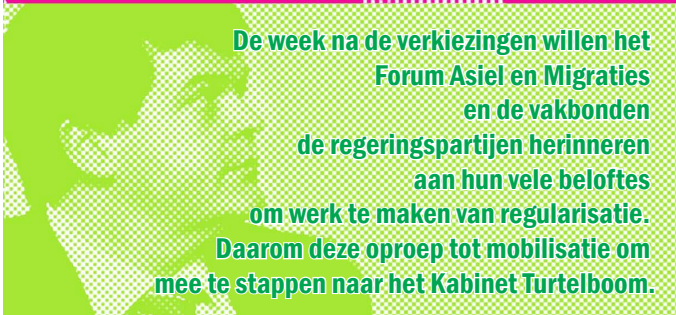 De week na de verkiezingen willen het
Forum Asiel en Migraties
en de vakbonden
de regeringspartijen herinneren
aan hun vele beloftes
om werk te maken van regularisatie.
Daarom deze oproep tot mobilisatie om
mee te stappen naar het Kabinet Turtelboom.